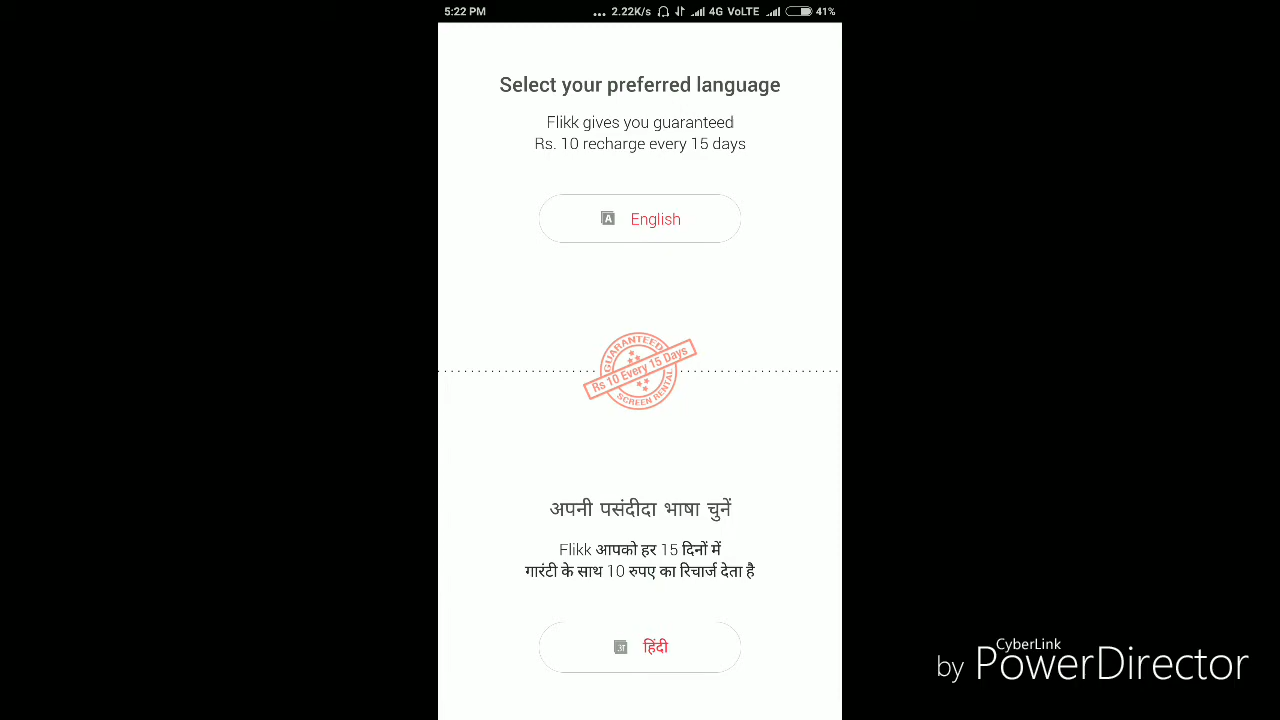 5:22 PM ... 2.22K/s 4G VoLTE 41%
Select your preferred language
Flikk gives you guaranteed
Rs. 10 recharge every 15 days
A English
GUARANTEED
Rs 10 Every 15 Days
SCREEN RENTAL
अपनी पसंदीदा भाषा चुनें
Flikk आपको हर 15 दिनों में
गारंटी के साथ 10 रुपए का रिचार्ज देता है
अ हिंदी
CyberLink
by PowerDirector